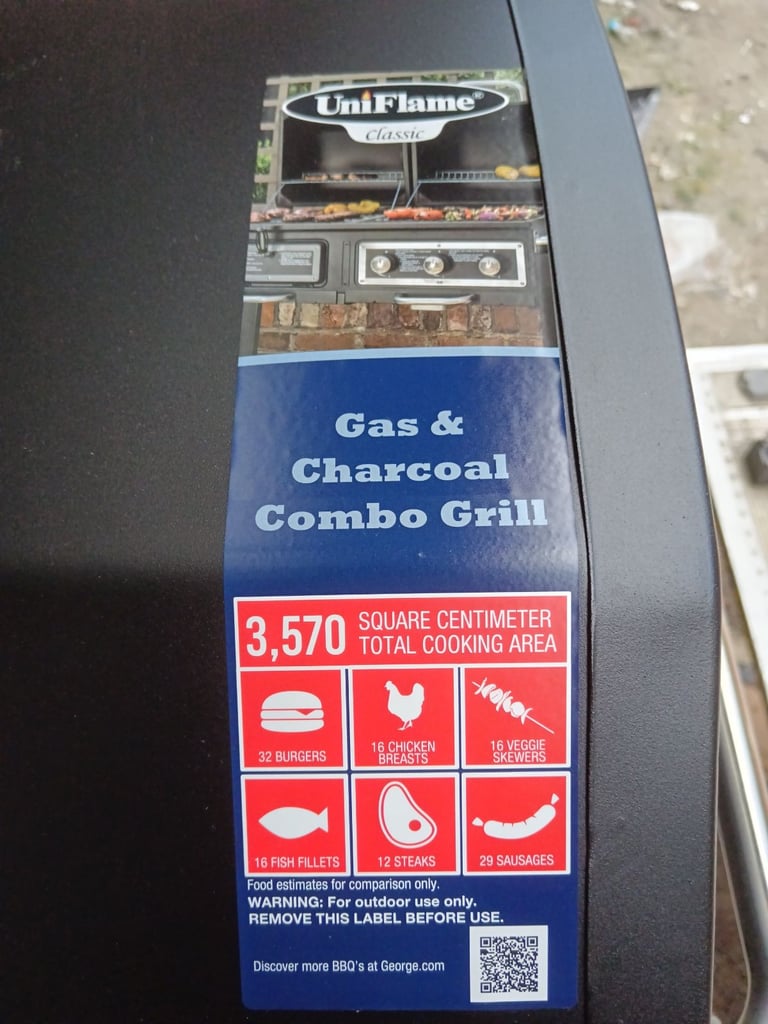 UniFlame
Classic
Gas &
Charcoal
Combo Grill
3,570 SQUARE CENTIMETER
TOTAL COOKING AREA
32 BURGERS
16 CHICKEN
BREASTS
16 VEGGIE
SKEWERS
16 FISH FILLETS
12 STEAKS
29 SAUSAGES
Food estimates for comparison only.
WARNING: For outdoor use only.
REMOVE THIS LABEL BEFORE USE.
Discover more BBQ's at George.com